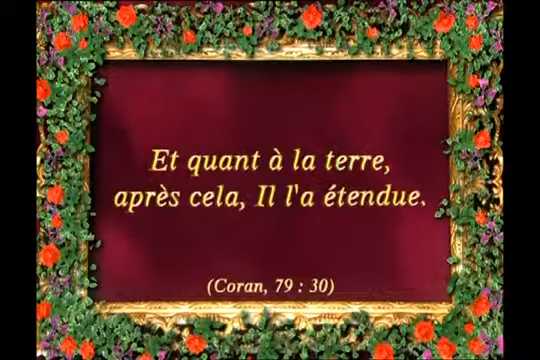 Et quant à la terre,
après cela, Il l'a étendue.
(Coran, 79 : 30)